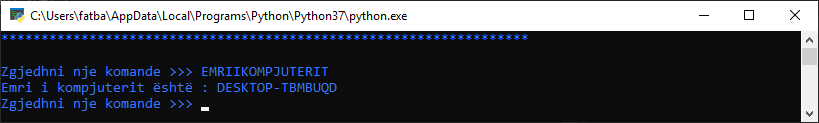 C:\Users\fatba\AppData\Local\Programs\Python\Python37\python.exe
******************************************************************
Zgjedhni nje komande >>> EMRIIKOMPJUTERIT
Emri i kompjuterit është : DESKTOP-TBMBUQD
Zgjedhni nje komande >>> _